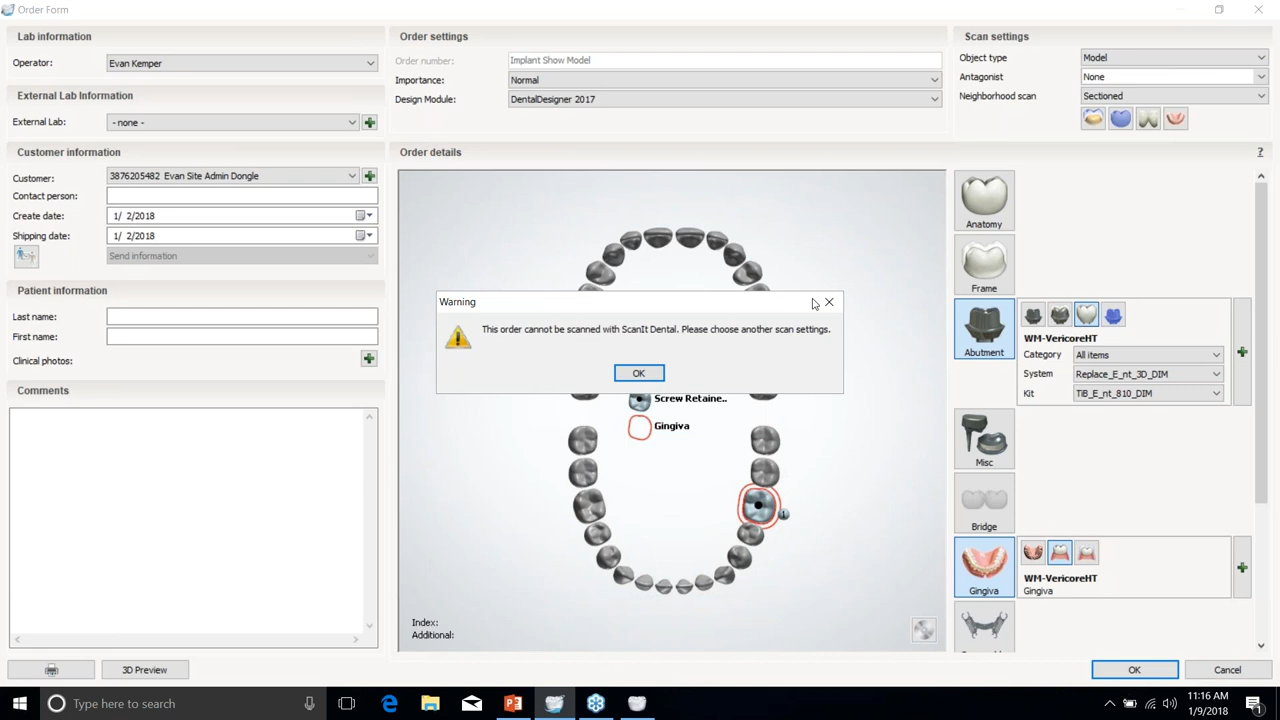 Order Form
Lab information
Operator: Evan Kemper
External Lab Information
External Lab: - none -
Customer information
Customer: 3876205482 Evan Site Admin Dongle
Contact person:
Create date: 1/ 2/2018
Shipping date: 1/ 2/2018
Send information
Patient information
Last name:
First name:
Clinical photos:
Comments
3D Preview
Order settings
Order number: Implant Show Model
Importance: Normal
Design Module: DentalDesigner 2017
Order details
?
Warning
This order cannot be scanned with ScanIt Dental. Please choose another scan settings.
OK
Screw Retaine..
Gingiva
Index:
Additional:
Scan settings
Object type Model
Antagonist None
Neighborhood scan Sectioned
Anatomy
Frame
Abutment
WM-VericoreHT
Category All items
System Replace_E_nt_3D_DIM
Kit TiB_E_nt_810_DIM
Misc
Bridge
Gingiva
WM-VericoreHT
Gingiva
OK
Cancel
Type here to search
11:16 AM
1/9/2018
1